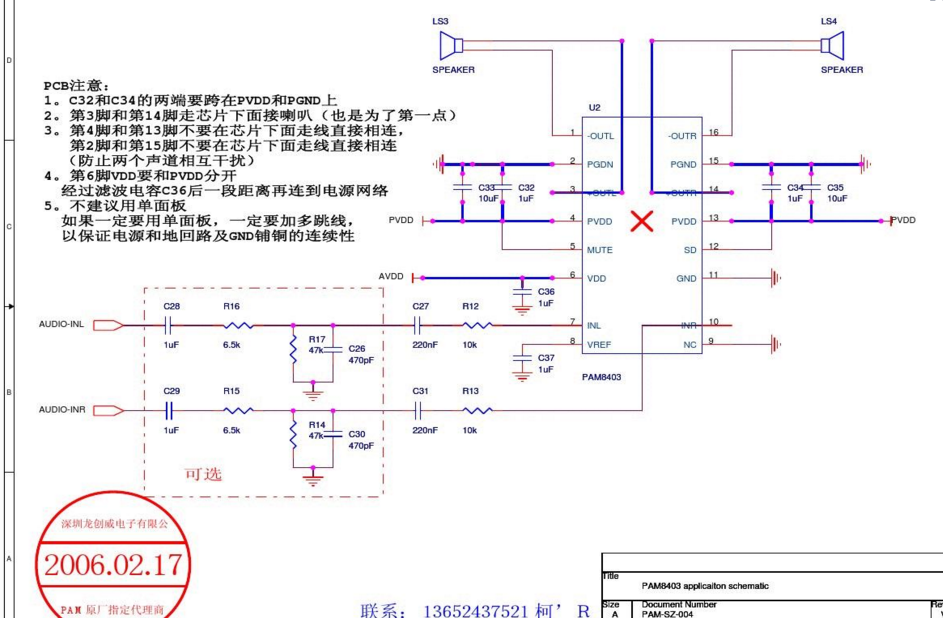 D
C
B
A
PCB注意：
1。C32和C34的两端要跨在PVDD和PGND上
2。第3脚和第14脚走芯片下面接喇叭（也是为了第一点）
3。第4脚和第13脚不要在芯片下面走线直接相连，
第2脚和第15脚不要在芯片下面走线直接相连
（防止两个声道相互干扰）
4。第6脚VDD要和PVDD分开
经过滤波电容C36后一段距离再连到电源网络
5。不建议用单面板
如果一定要用单面板，一定要加多跳线，
以保证电源和地回路及GND铺铜的连续性
LS3
SPEAKER
LS4
SPEAKER
U2
1 -OUTL -OUTR 16
2 PGDN PGND 15
3 +OUTL +OUTR 14
4 PVDD PVDD 13
5 MUTE SD 12
6 VDD GND 11
7 INL INR 10
8 VREF NC 9
PAM8403
C33
10uF
C32
1uF
C34
1uF
C35
10uF
PVDD
PVDD
AVDD
C36
1uF
C37
1uF
AUDIO-INL
C28
1uF
R16
6.5k
R17
47k
C26
470pF
C27
220nF
R12
10k
AUDIO-INR
C29
1uF
R15
6.5k
R14
47k
C30
470pF
C31
220nF
R13
10k
可选
深圳龙创威电子有限公
2006.02.17
PAM 原厂指定代理商
联系： 13652437521 柯’ R
Title
PAM8403 applicaiton schematic
Size Document Number
A PAM-SZ-004